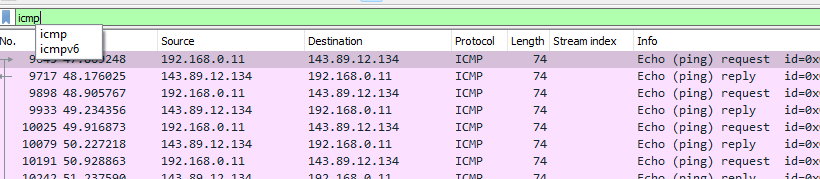 icmp
icmp
icmpv6
No. Source Destination Protocol Length Stream index Info
192.168.0.11 143.89.12.134 ICMP 74 Echo (ping) request id=0x
9717 48.176025 143.89.12.134 192.168.0.11 ICMP 74 Echo (ping) reply id=0x
9898 48.905767 192.168.0.11 143.89.12.134 ICMP 74 Echo (ping) request id=0x
9933 49.234356 143.89.12.134 192.168.0.11 ICMP 74 Echo (ping) reply id=0x
10025 49.916873 192.168.0.11 143.89.12.134 ICMP 74 Echo (ping) request id=0x
10079 50.227218 143.89.12.134 192.168.0.11 ICMP 74 Echo (ping) reply id=0x
10191 50.928863 192.168.0.11 143.89.12.134 ICMP 74 Echo (ping) request id=0x
10242 51.237590 143.89.12.134 192.168.0.11 ICMP 74 Echo (ping) reply id=0x